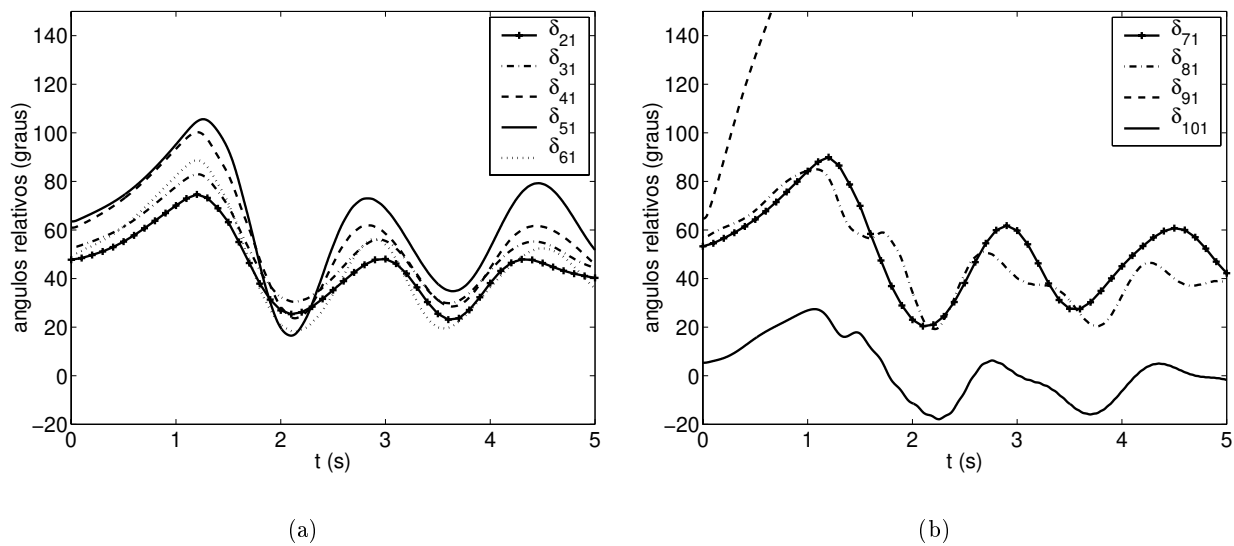 140
120
100
80
60
40
20
0
−20
angulos relativos (graus)
0 1 2 3 4 5
t (s)
δ21
δ31
δ41
δ51
δ61
(a)
140
120
100
80
60
40
20
0
−20
angulos relativos (graus)
0 1 2 3 4 5
t (s)
δ71
δ81
δ91
δ101
(b)